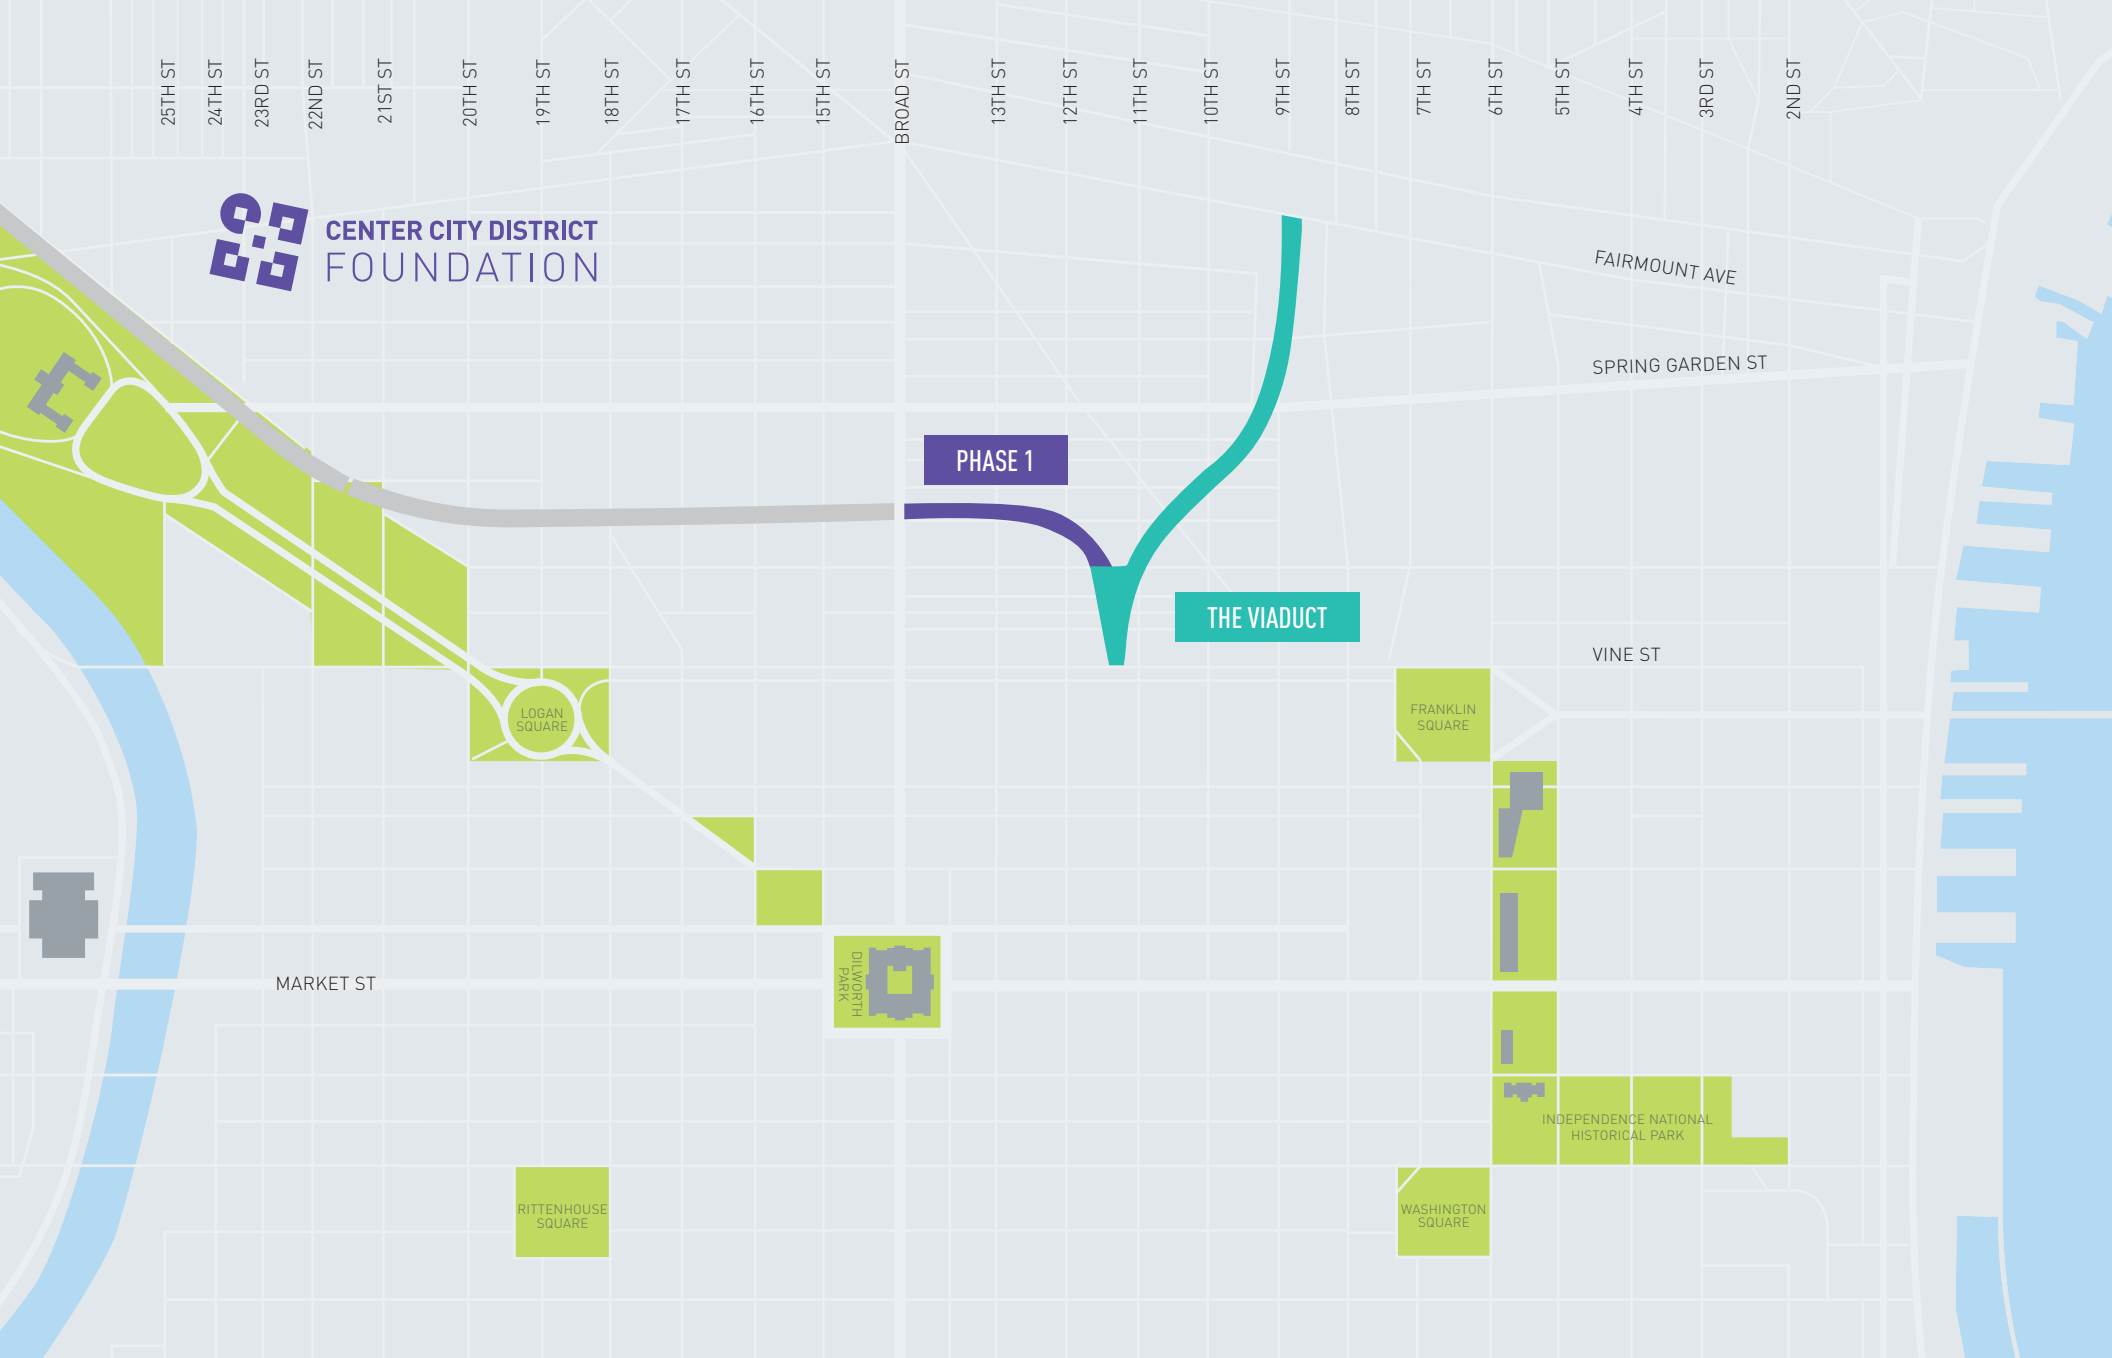 25TH ST
24TH ST
23RD ST
22ND ST
21ST ST
20TH ST
19TH ST
18TH ST
17TH ST
16TH ST
15TH ST
BROAD ST
13TH ST
12TH ST
11TH ST
10TH ST
9TH ST
8TH ST
7TH ST
6TH ST
5TH ST
4TH ST
3RD ST
2ND ST
CENTER CITY DISTRICT
FOUNDATION
FAIRMOUNT AVE
SPRING GARDEN ST
PHASE 1
THE VIADUCT
VINE ST
LOGAN
SQUARE
FRANKLIN
SQUARE
MARKET ST
DILWORTH
PARK
INDEPENDENCE NATIONAL
HISTORICAL PARK
RITTENHOUSE
SQUARE
WASHINGTON
SQUARE